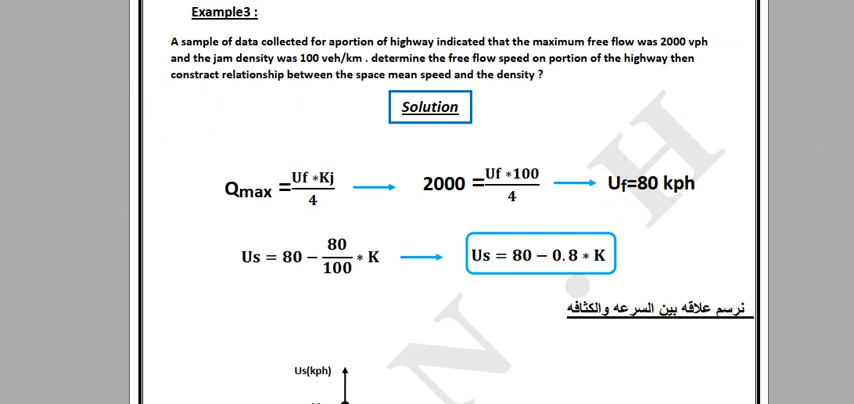 Example3 :
A sample of data collected for aportion of highway indicated that the maximum free flow was 2000 vph
and the jam density was 100 veh/km . determine the free flow speed on portion of the highway then
constract relationship between the space mean speed and the density ?
Solution
Qmax = Uf *Kj / 4 → 2000 = Uf *100 / 4 → Uf=80 kph
Us = 80 − 80/100 * K → Us = 80 − 0.8 * K
نرسم علاقه بين السرعه والكثافه
Us(kph)
N . H